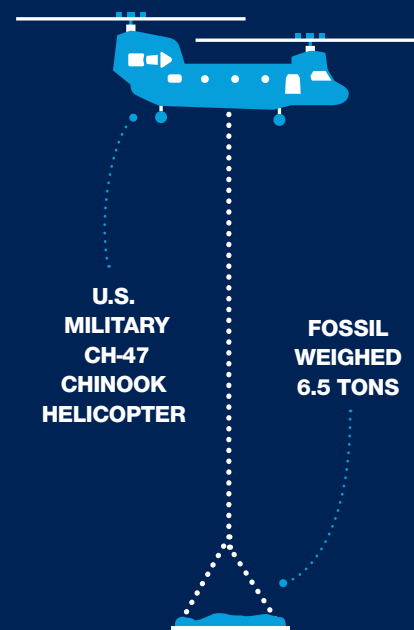 U.S.
MILITARY
CH-47
CHINOOK
HELICOPTER
FOSSIL
WEIGHED
6.5 TONS